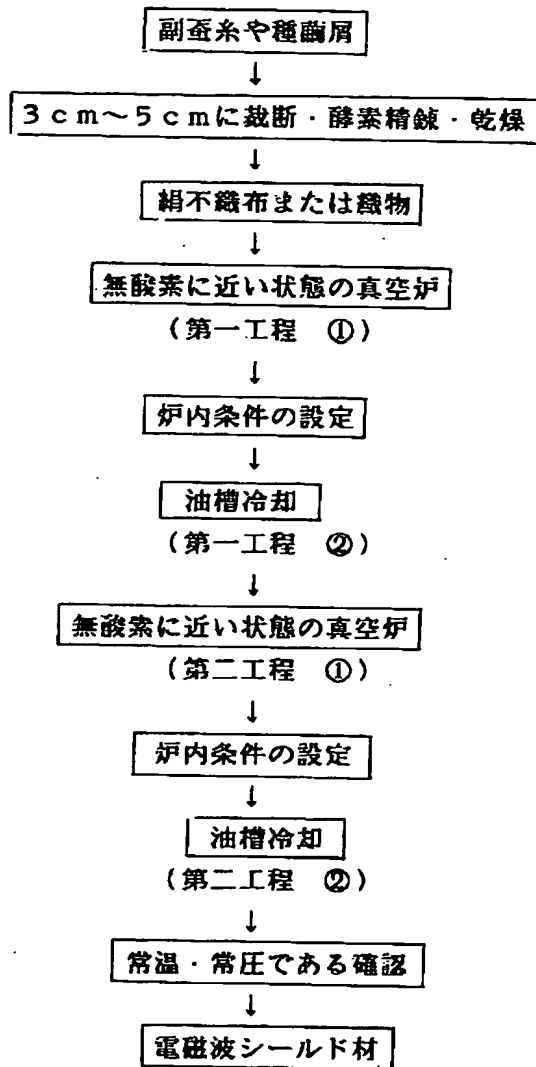 副蚕糸や種繭屑
↓
3cm～5cmに裁断・酵素精錬・乾燥
↓
絹不織布または織物
↓
無酸素に近い状態の真空炉
(第一工程 ①)
↓
炉内条件の設定
↓
油槽冷却
(第一工程 ②)
↓
無酸素に近い状態の真空炉
(第二工程 ①)
↓
炉内条件の設定
↓
油槽冷却
(第二工程 ②)
↓
常温・常圧である確認
↓
電磁波シールド材